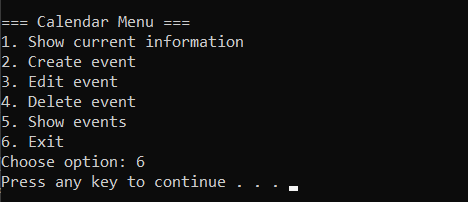 === Calendar Menu ===
1. Show current information
2. Create event
3. Edit event
4. Delete event
5. Show events
6. Exit
Choose option: 6
Press any key to continue . . .